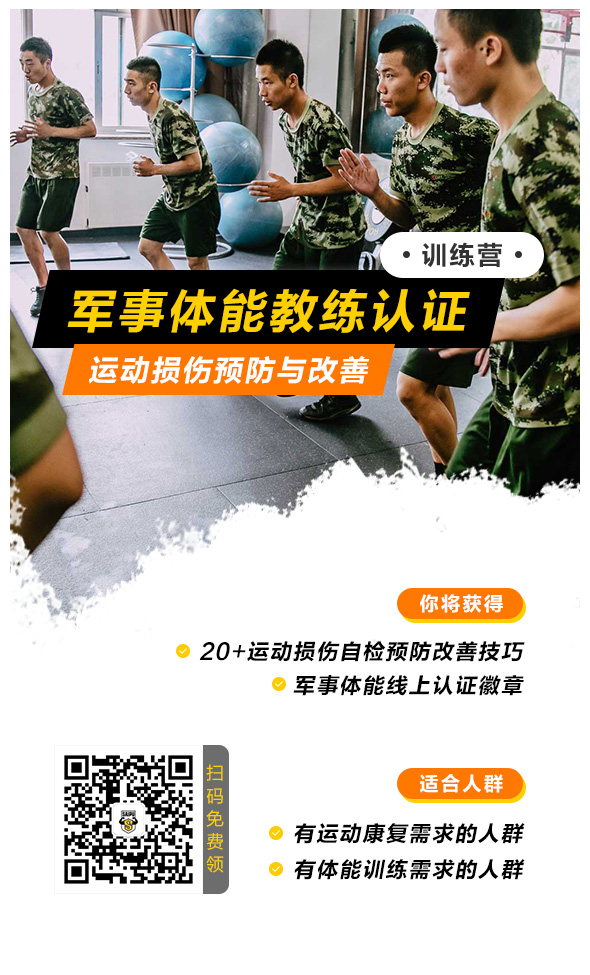 ·训练营·
军事体能教练认证
运动损伤预防与改善
你将获得
20+运动损伤自检预防改善技巧
军事体能线上认证徽章
扫码免费领
SAIPU
S
适合人群
有运动康复需求的人群
有体能训练需求的人群